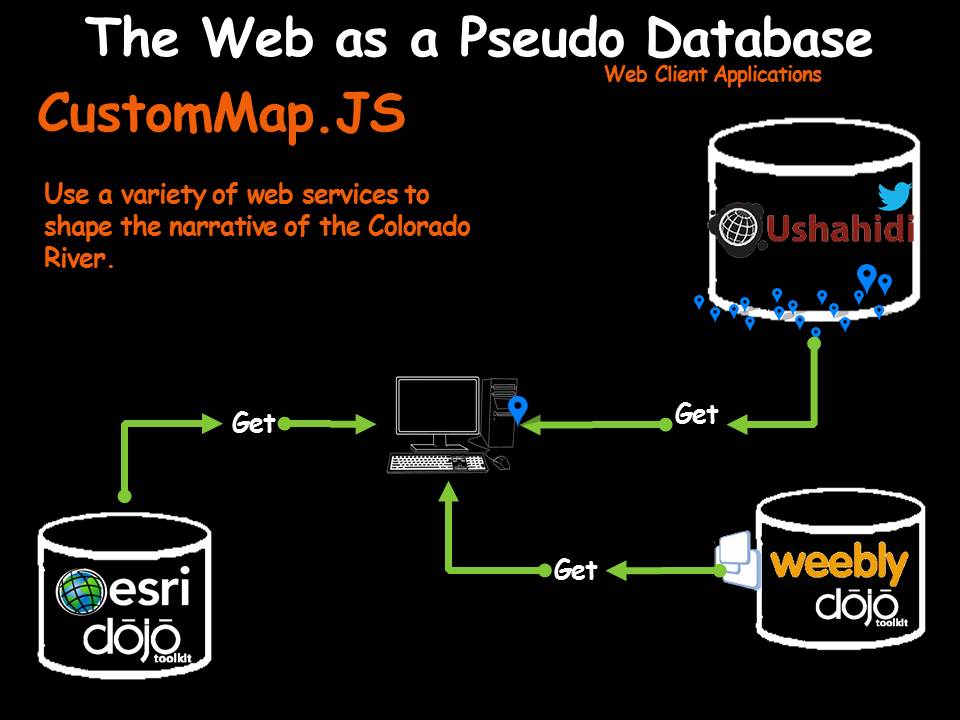 The Web as a Pseudo Database
Web Client Applications
CustomMap.JS
Use a variety of web services to
shape the narrative of the Colorado
River.
Ushahidi
Get
Get
Get
esri
dōjō
toolkit
weebly
dōjō
toolkit